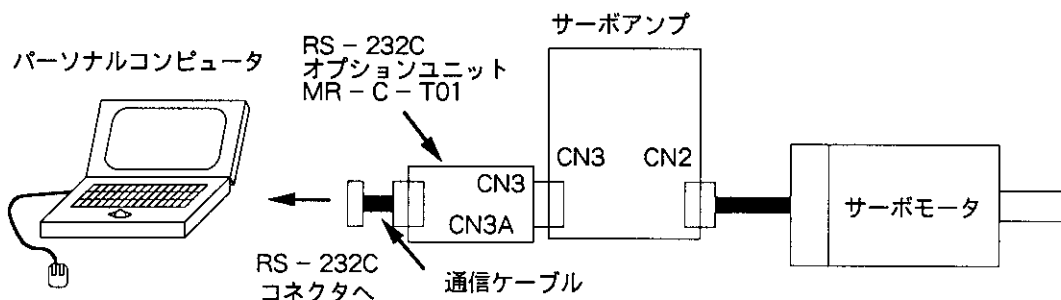 パーソナルコンピュータ
RS-232C
オプションユニット
MR-C-T01
サーボアンプ
CN3
CN2
CN3
CN3A
サーボモータ
RS-232C
コネクタへ
通信ケーブル